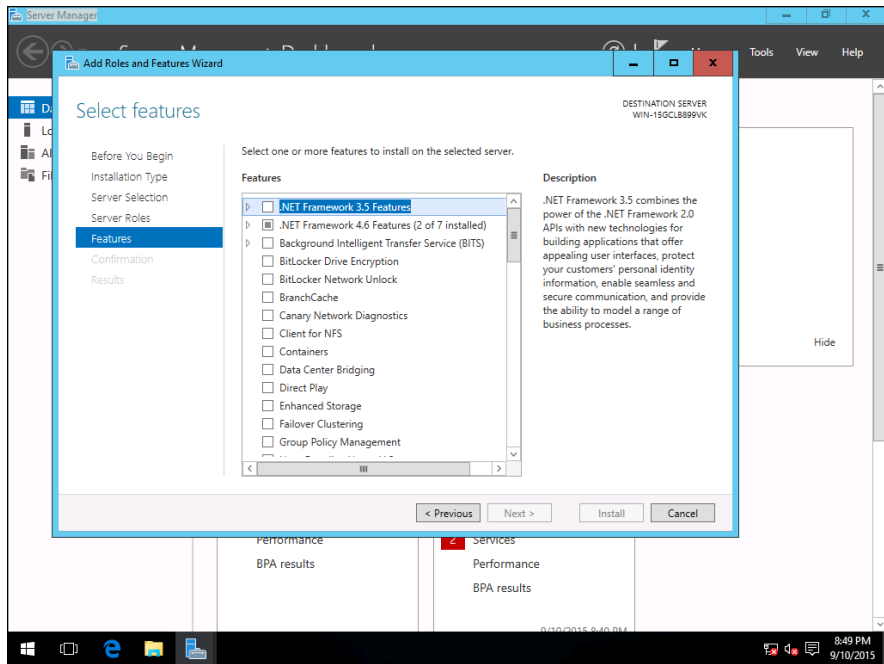 Server Manager
Tools View Help
Add Roles and Features Wizard
Select features
DESTINATION SERVER
WIN-15GCLB899VK
Before You Begin
Installation Type
Server Selection
Server Roles
Features
Confirmation
Results
Select one or more features to install on the selected server.
Features
.NET Framework 3.5 Features
.NET Framework 4.6 Features (2 of 7 installed)
Background Intelligent Transfer Service (BITS)
BitLocker Drive Encryption
BitLocker Network Unlock
BranchCache
Canary Network Diagnostics
Client for NFS
Containers
Data Center Bridging
Direct Play
Enhanced Storage
Failover Clustering
Group Policy Management
Description
.NET Framework 3.5 combines the
power of the .NET Framework 2.0
APIs with new technologies for
building applications that offer
appealing user interfaces, protect
your customers' personal identity
information, enable seamless and
secure communication, and provide
the ability to model a range of
business processes.
Hide
< Previous
Next >
Install
Cancel
Performance
BPA results
2 Services
Performance
BPA results
9/10/2015 8:40 PM
8:49 PM
9/10/2015